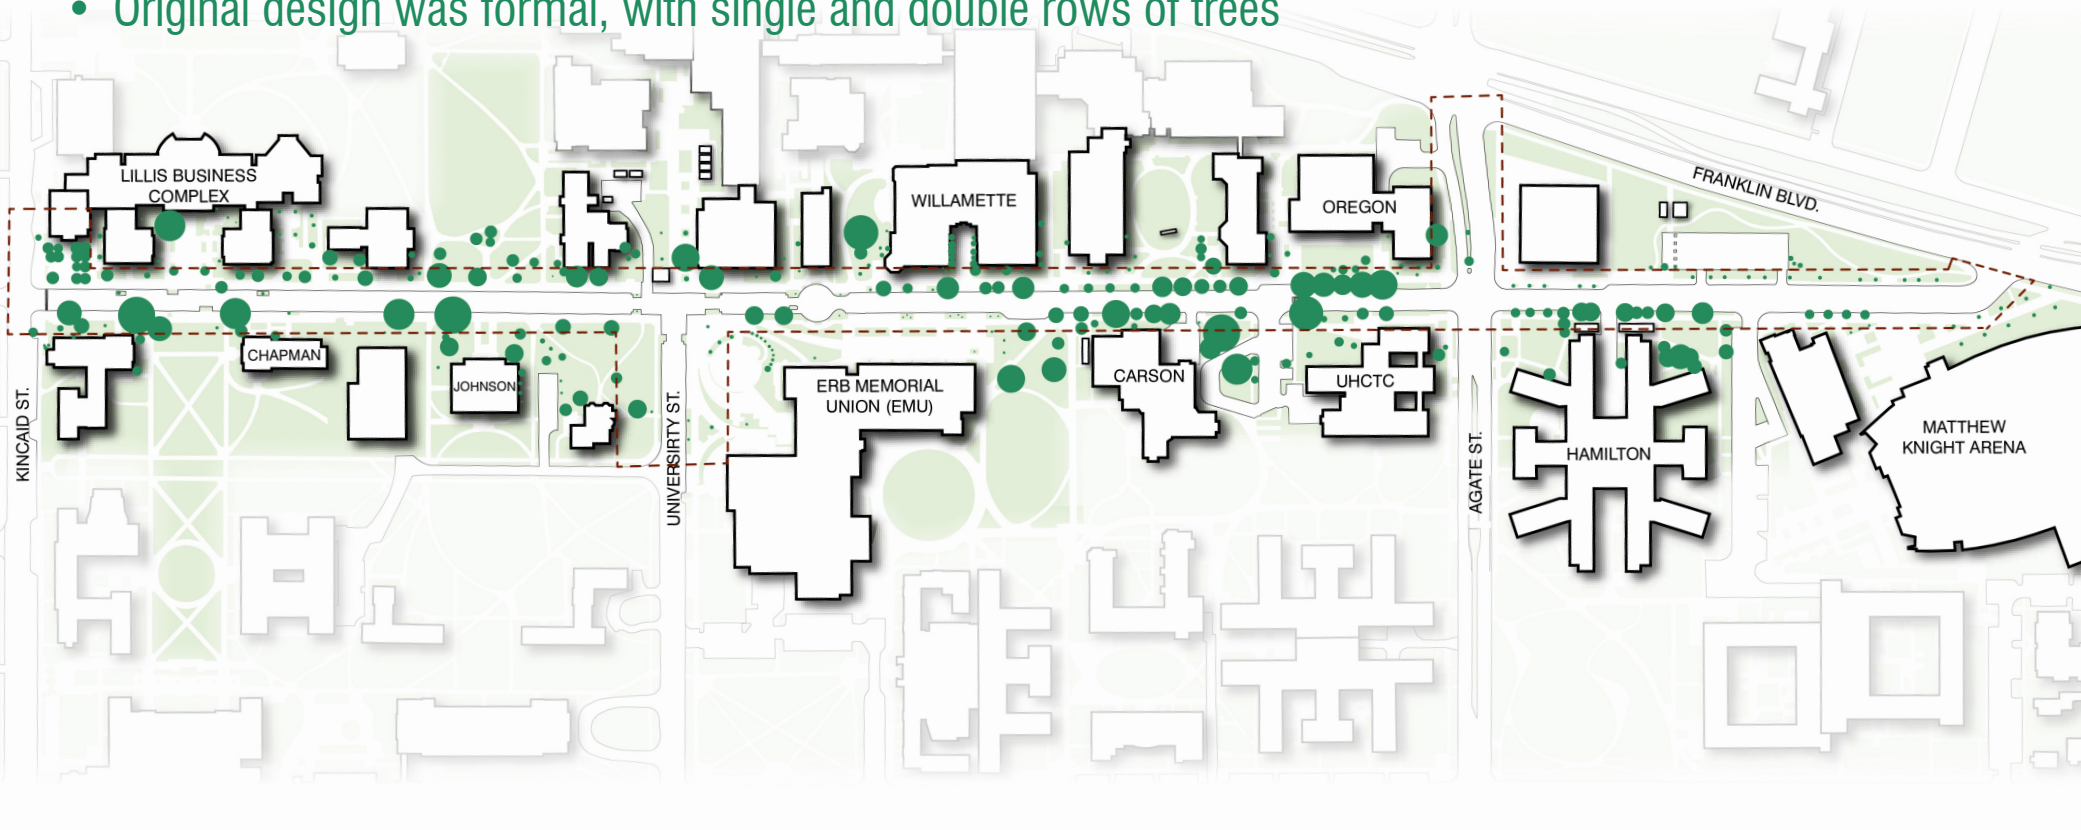 • Original design was formal, with single and double rows of trees
LILLIS BUSINESS
COMPLEX
WILLAMETTE
OREGON
FRANKLIN BLVD.
CHAPMAN
JOHNSON
ERB MEMORIAL
UNION (EMU)
CARSON
UHCTC
KINCAID ST.
UNIVERSIRTY ST.
AGATE ST.
HAMILTON
MATTHEW
KNIGHT ARENA